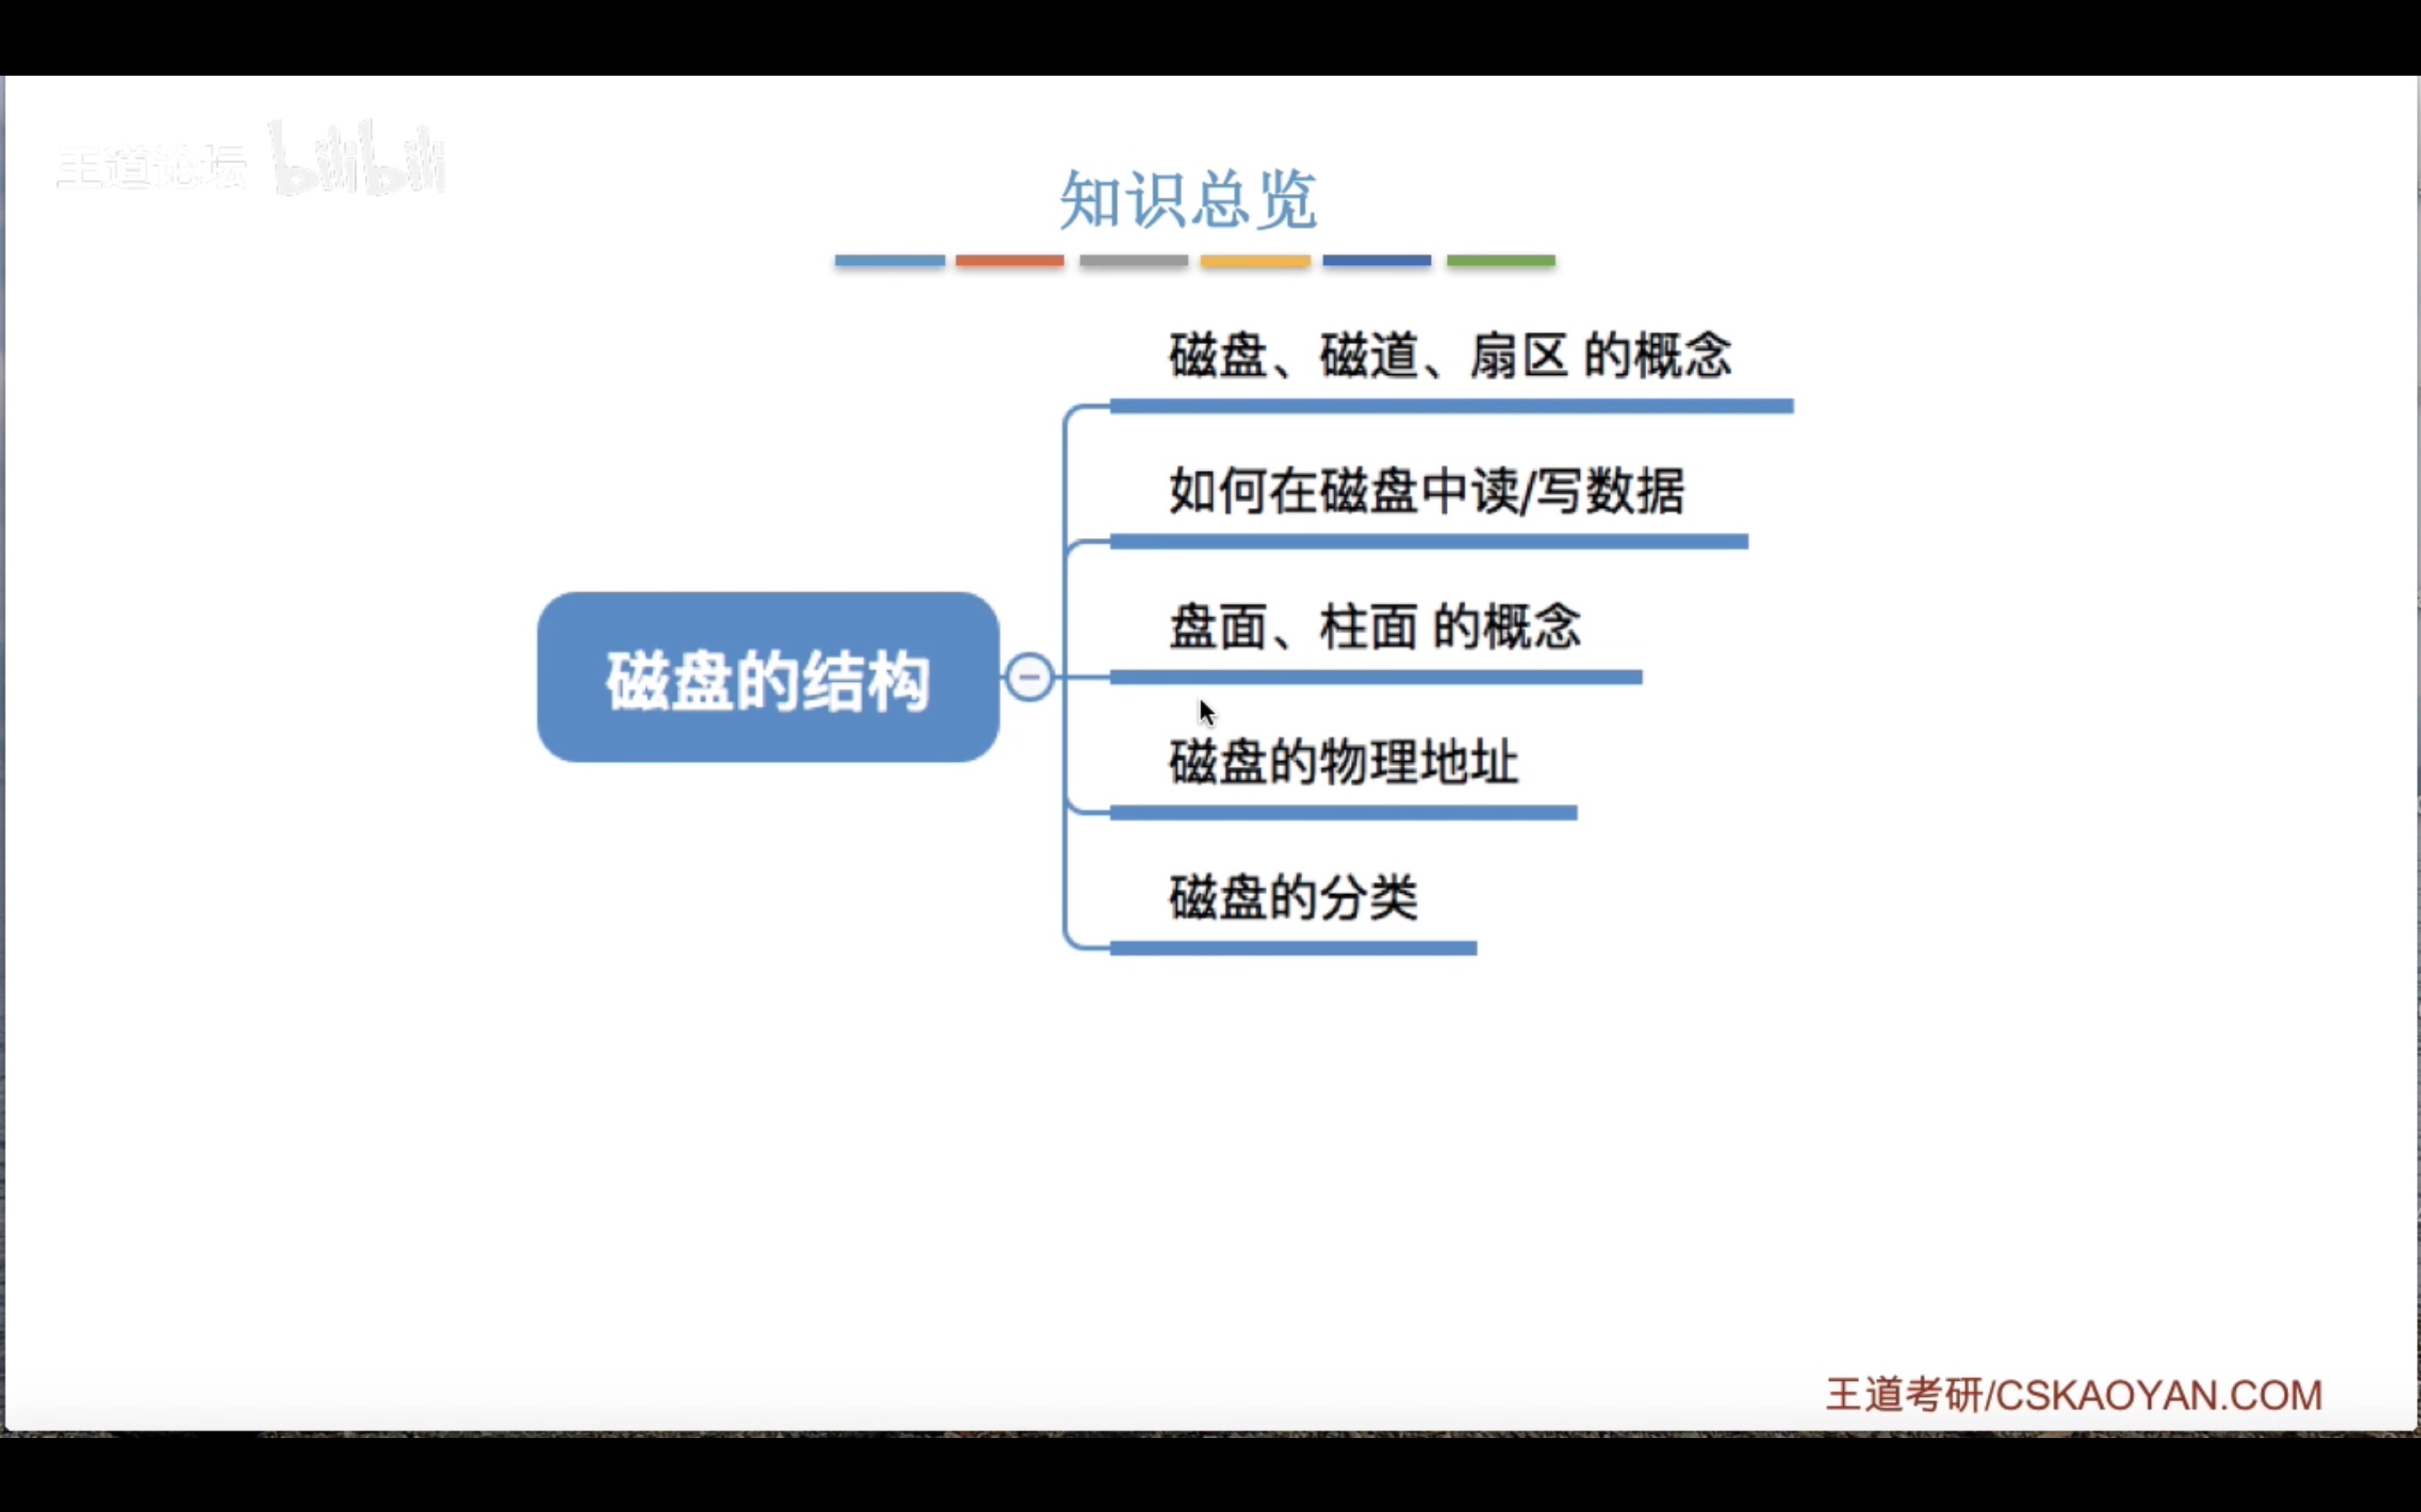 王道论坛 bilibili
知识总览
磁盘、磁道、扇区 的概念
如何在磁盘中读/写数据
盘面、柱面 的概念
磁盘的结构
磁盘的物理地址
磁盘的分类
王道考研/CSKAOYAN.COM